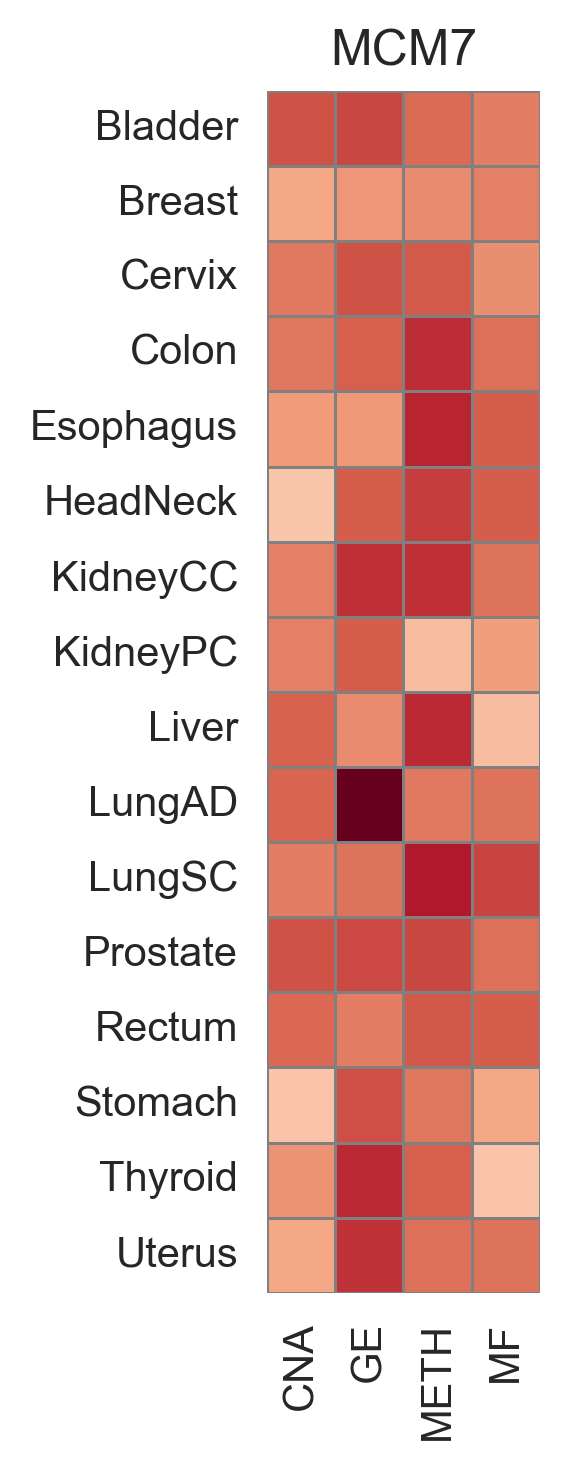 MCM7
Bladder
Breast
Cervix
Colon
Esophagus
HeadNeck
KidneyCC
KidneyPC
Liver
LungAD
LungSC
Prostate
Rectum
Stomach
Thyroid
Uterus
CNA
GE
METH
MF